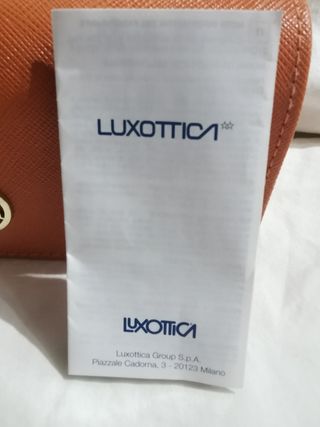 LUXOTTICA
LUXOTTICA
Luxottica Group S.p.A.
Piazzale Cadorna, 3 - 20123 Milano